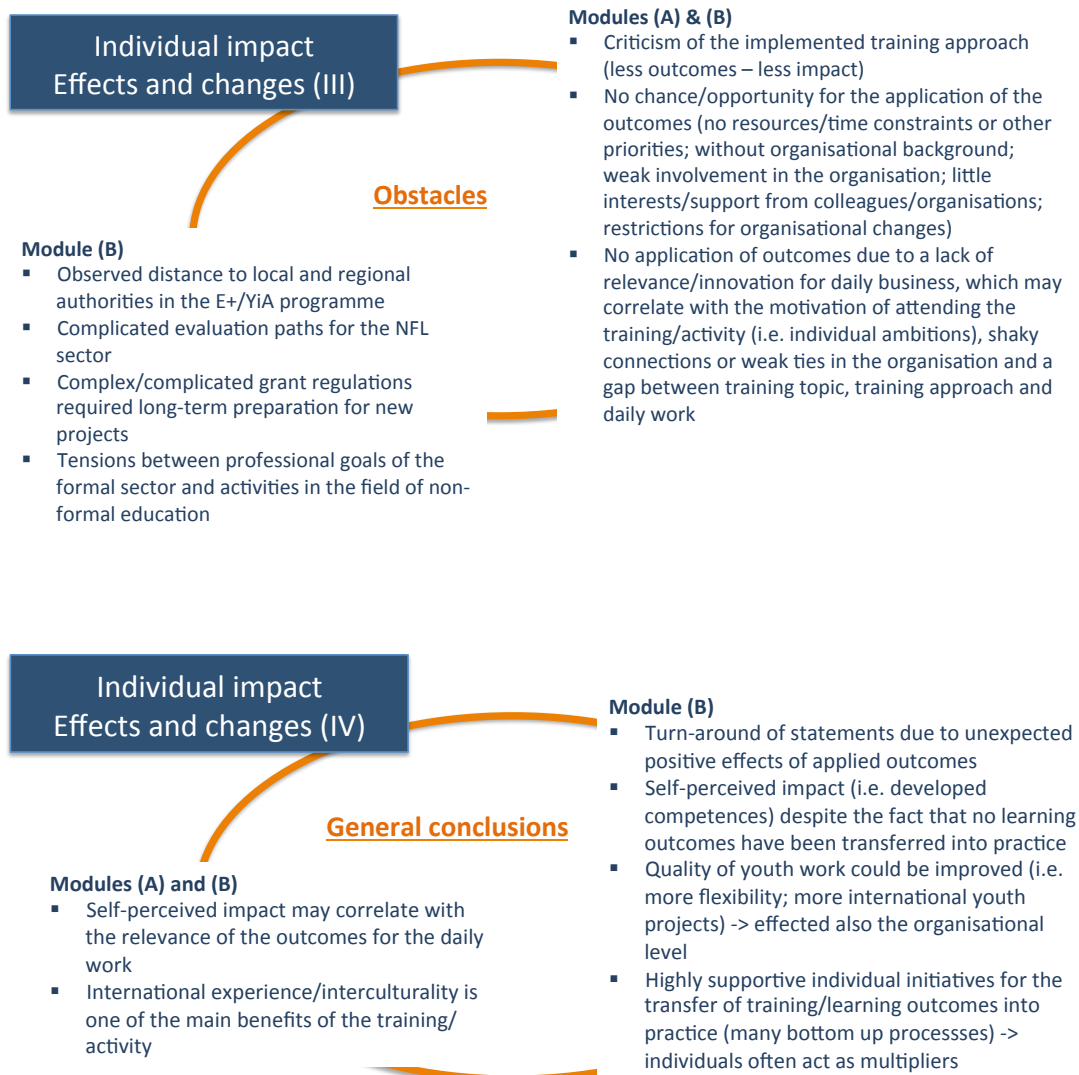 Individual impact
Effects and changes (III)
Obstacles
Modules (A) & (B)
▪ Criticism of the implemented training approach
(less outcomes – less impact)
▪ No chance/opportunity for the application of the
outcomes (no resources/time constraints or other
priorities; without organisational background;
weak involvement in the organisation; little
interests/support from colleagues/organisations;
restrictions for organisational changes)
▪ No application of outcomes due to a lack of
relevance/innovation for daily business, which may
correlate with the motivation of attending the
training/activity (i.e. individual ambitions), shaky
connections or weak ties in the organisation and a
gap between training topic, training approach and
daily work
Module (B)
▪ Observed distance to local and regional
authorities in the E+/YiA programme
▪ Complicated evaluation paths for the NFL
sector
▪ Complex/complicated grant regulations
required long-term preparation for new
projects
▪ Tensions between professional goals of the
formal sector and activities in the field of non-
formal education
Individual impact
Effects and changes (IV)
General conclusions
Modules (A) and (B)
▪ Self-perceived impact may correlate with
the relevance of the outcomes for the daily
work
▪ International experience/interculturality is
one of the main benefits of the training/
activity
Module (B)
▪ Turn-around of statements due to unexpected
positive effects of applied outcomes
▪ Self-perceived impact (i.e. developed
competences) despite the fact that no learning
outcomes have been transferred into practice
▪ Quality of youth work could be improved (i.e.
more flexibility; more international youth
projects) -> effected also the organisational
level
▪ Highly supportive individual initiatives for the
transfer of training/learning outcomes into
practice (many bottom up processses) ->
individuals often act as multipliers